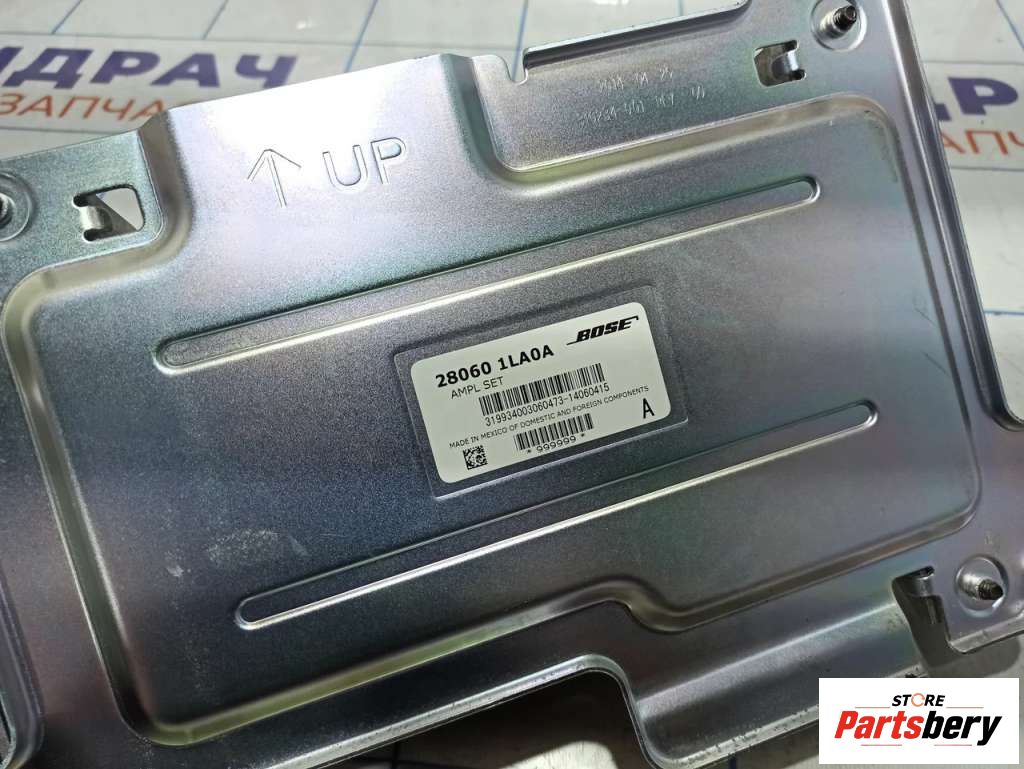 ИДРАЧ
ЗАПЧА
↑ UP
28060 1LA0A
BOSE
AMPL SET
319934003060473-14060415
MADE IN MEXICO OF DOMESTIC AND FOREIGN COMPONENTS
A
* 999999 *
STORE
Partsbery